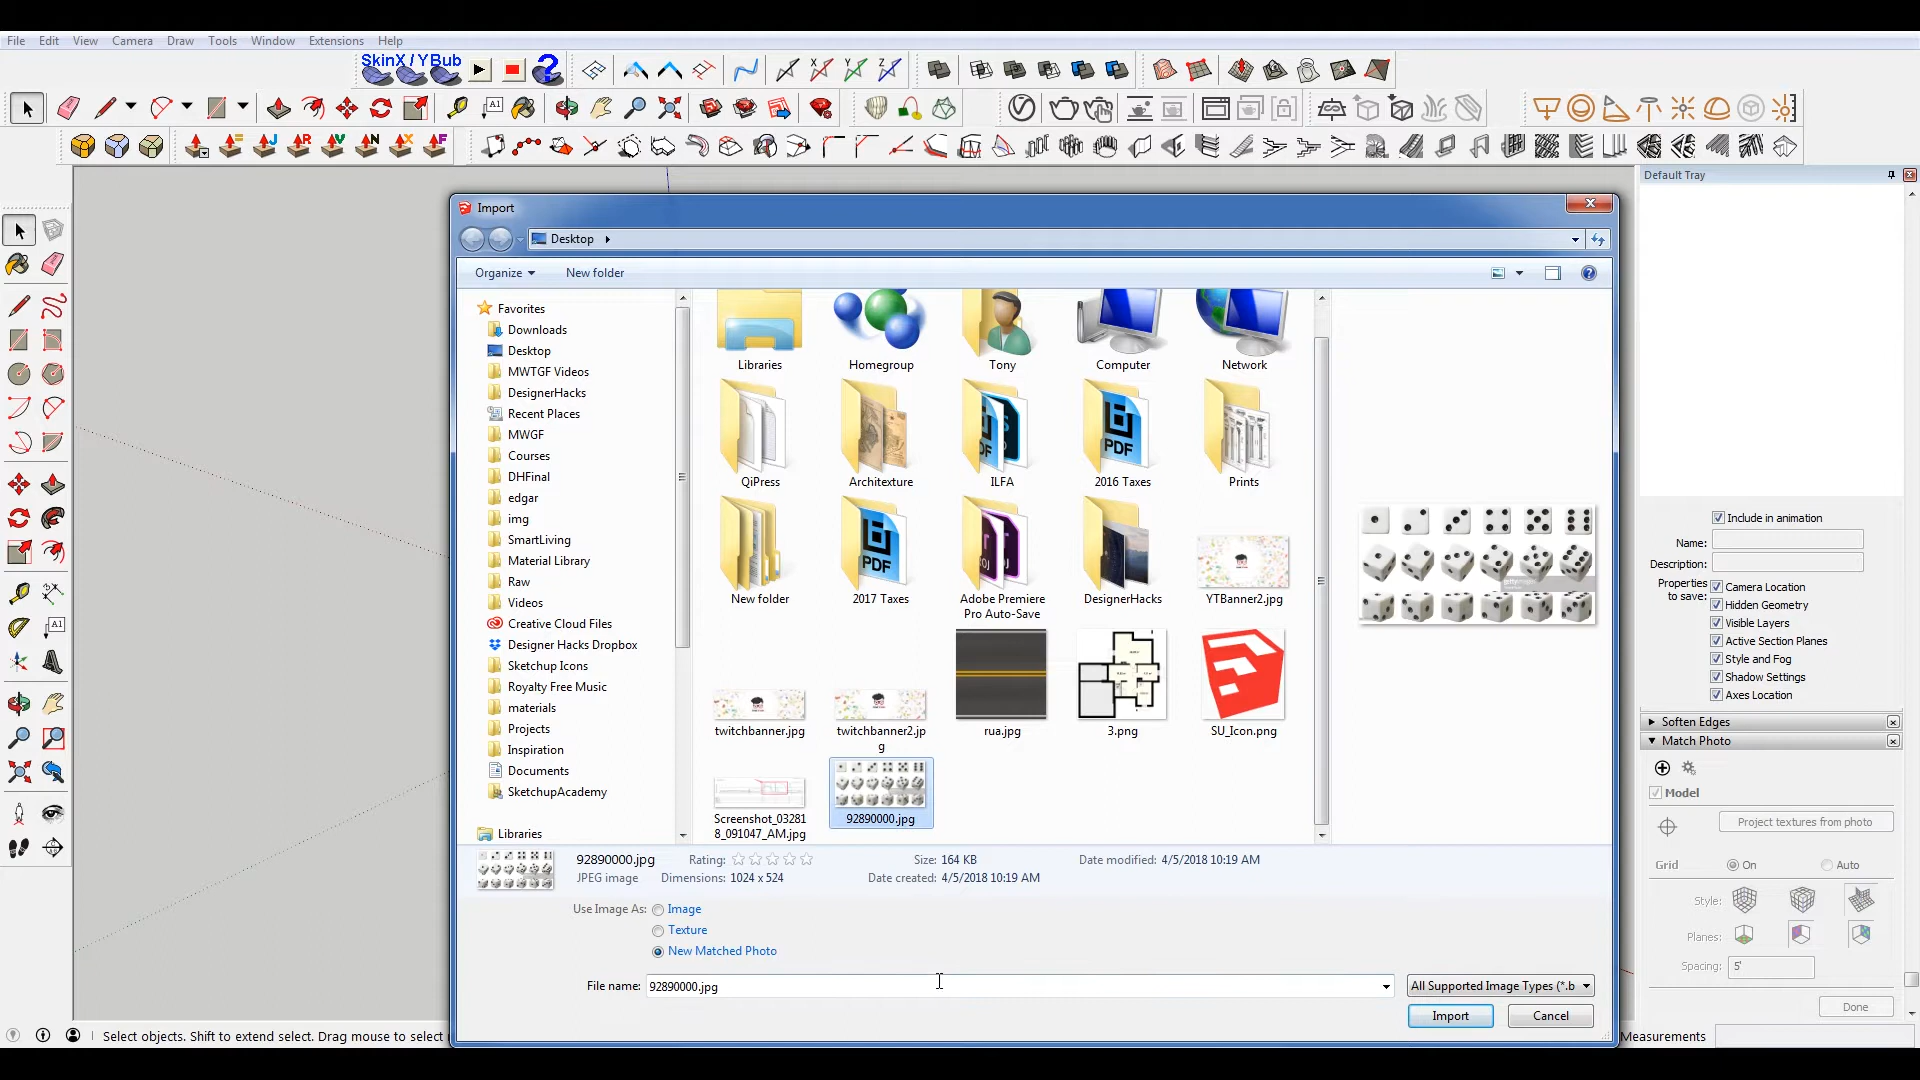 File Edit View Camera Draw Tools Window Extensions Help
SkinX / YBub
?
X Y Z
A1
J R V N X F
Default Tray
Import
Desktop
Organize New folder
Favorites
Downloads
Desktop
MWTGF Videos
DesignerHacks
Recent Places
MWGF
Courses
DHFinal
edgar
img
SmartLiving
Material Library
Raw
Videos
Creative Cloud Files
Designer Hacks Dropbox
Sketchup Icons
Royalty Free Music
materials
Projects
Inspiration
Documents
SketchupAcademy
Libraries
Libraries Homegroup Tony Computer Network
PDF
QiPress Architexture ILFA 2016 Taxes Prints
PDF
New folder 2017 Taxes Adobe Premiere
Pro Auto-Save DesignerHacks YTBanner2.jpg
twitchbanner.jpg twitchbanner2.jp
g rua.jpg 3.png SU_Icon.png
Screenshot_03281
8_091047_AM.jpg 92890000.jpg
92890000.jpg Rating: Size: 164 KB Date modified: 4/5/2018 10:19 AM
JPEG image Dimensions: 1024 x 524 Date created: 4/5/2018 10:19 AM
Use Image As: Image
Texture
New Matched Photo
File name: 92890000.jpg All Supported Image Types (*.b
Import Cancel
Include in animation
Name:
Description:
Properties
to save:
Camera Location
Hidden Geometry
Visible Layers
Active Section Planes
Style and Fog
Shadow Settings
Axes Location
Soften Edges
Match Photo
Model
Project textures from photo
Grid On Auto
Style:
Planes:
Spacing: 5'
Done
A1
Select objects. Shift to extend select. Drag mouse to select
Measurements